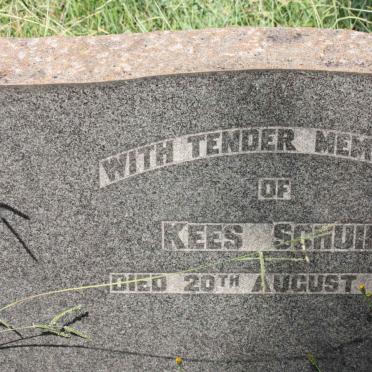 WITH TENDER MEM
OF
KEES SCHUI
DIED 20TH AUGUST